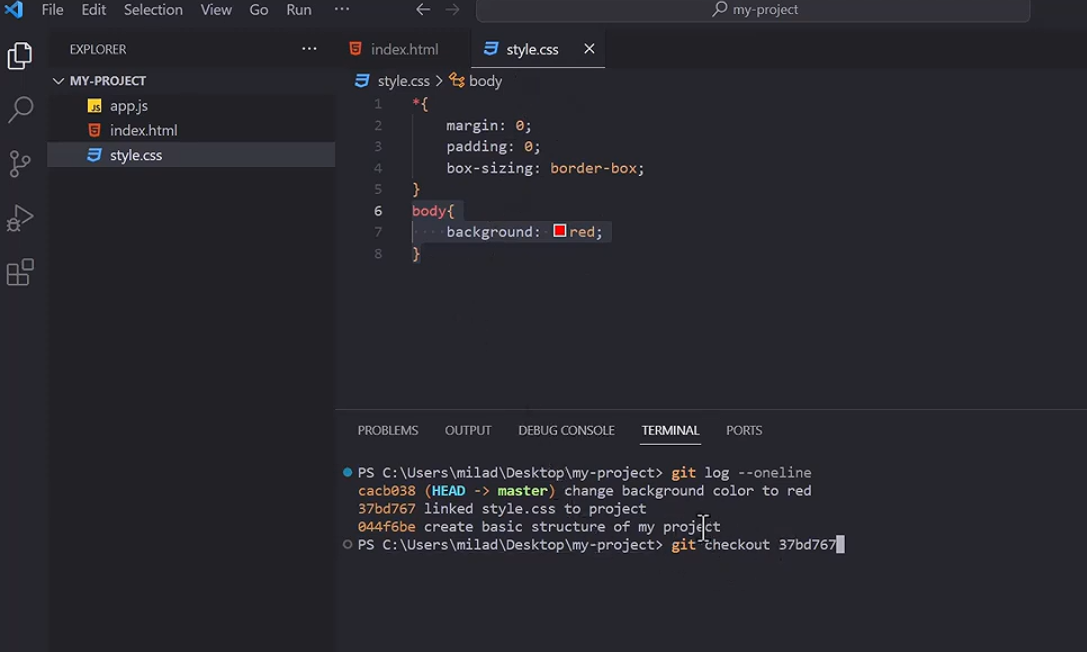 File Edit Selection View Go Run ··· my-project
EXPLORER ···
index.html style.css
MY-PROJECT
app.js
index.html
style.css
style.css > body
1 *{
2 margin: 0;
3 padding: 0;
4 box-sizing: border-box;
5 }
6 body{
7 ····background:·red;
8 }
PROBLEMS OUTPUT DEBUG CONSOLE TERMINAL PORTS
PS C:\Users\milad\Desktop\my-project> git log --oneline
cacb038 (HEAD -> master) change background color to red
37bd767 linked style.css to project
044f6be create basic structure of my project
PS C:\Users\milad\Desktop\my-project> git checkout 37bd767